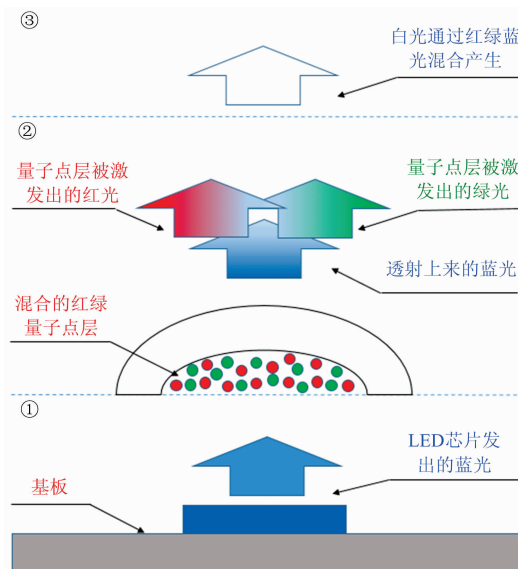 ③
白光通过红绿蓝
光混合产生
②
量子点层被激
发出的红光
量子点层被激
发出的绿光
透射上来的蓝光
混合的红绿
量子点层
①
LED芯片发
出的蓝光
基板